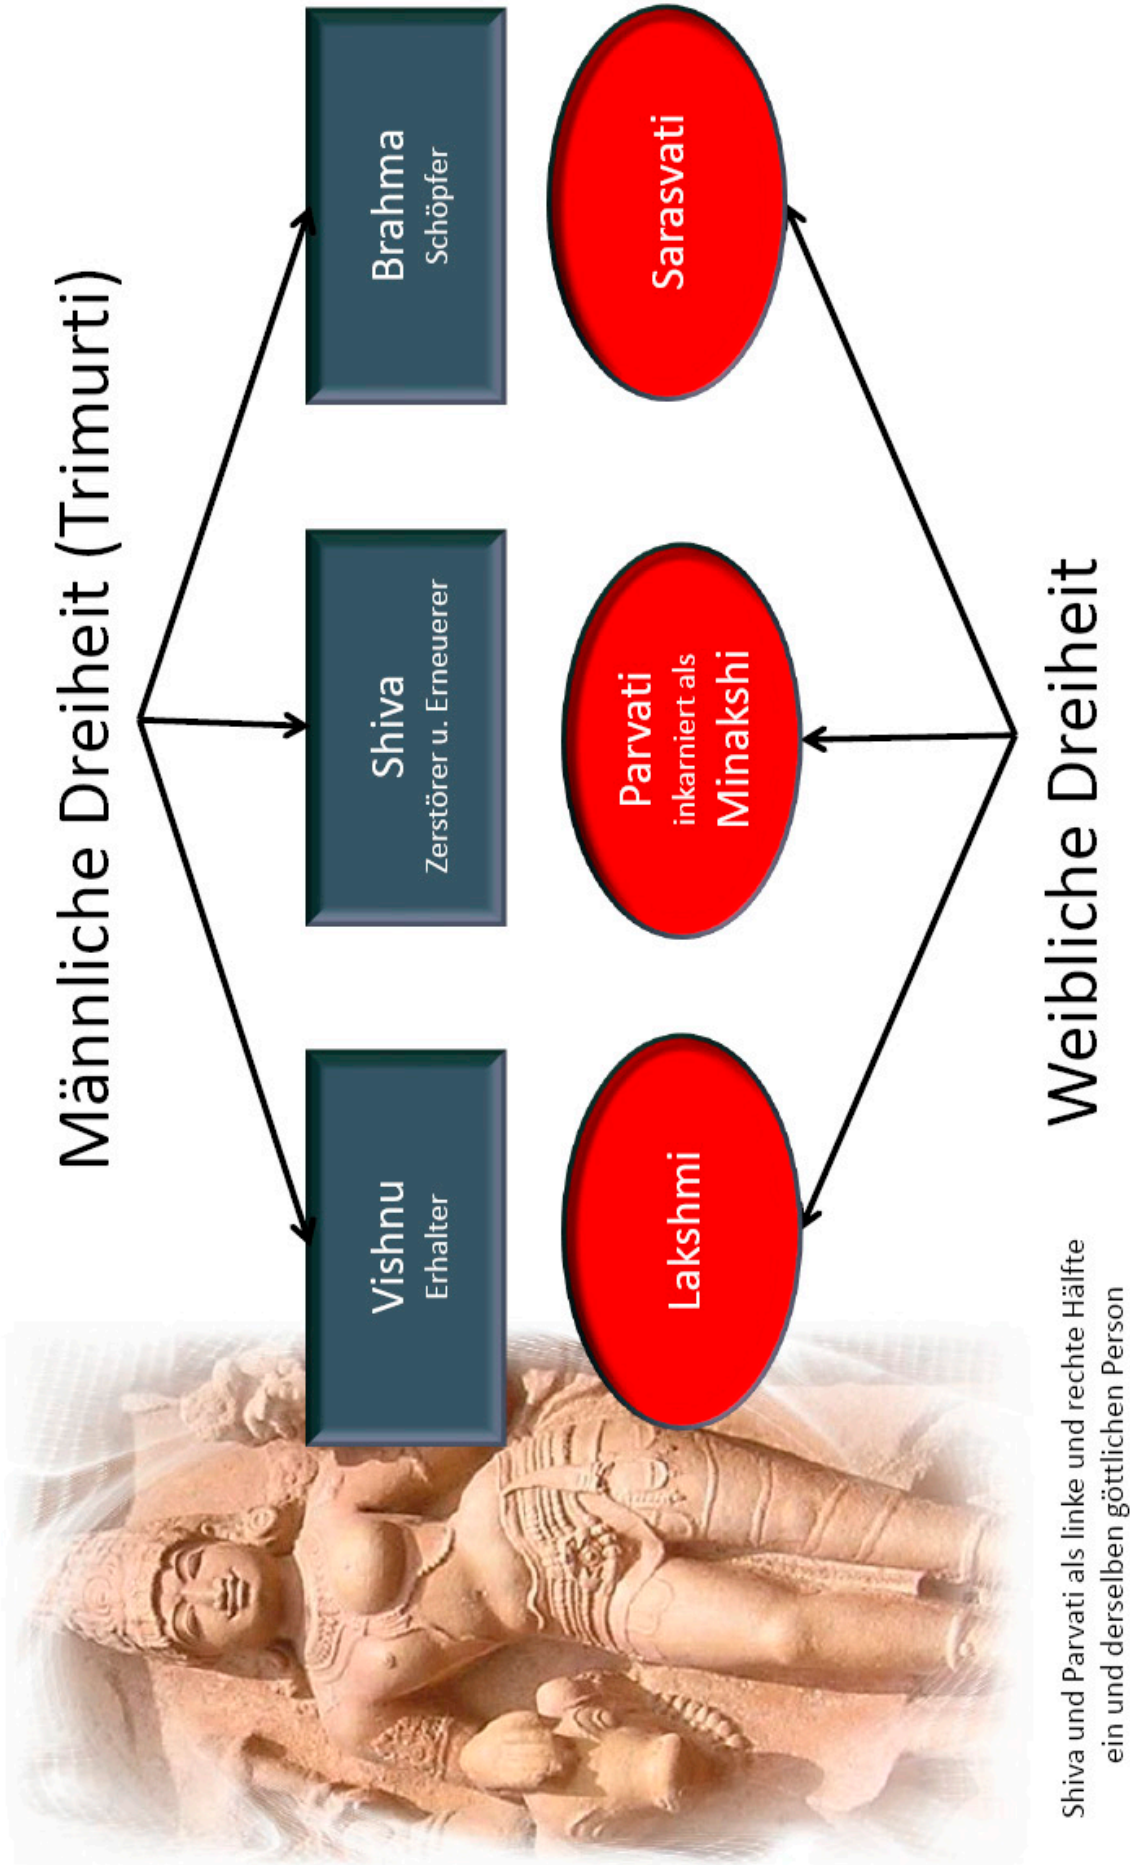 Männliche Dreiheit (Trimurti)
Vishnu
Erhalter
Shiva
Zerstörer u. Erneuerer
Brahma
Schöpfer
Lakshmi
Parvati
inkarniert als
Minakshi
Sarasvati
Weibliche Dreiheit
Shiva und Parvati als linke und rechte Hälfte
ein und derselben göttlichen Person